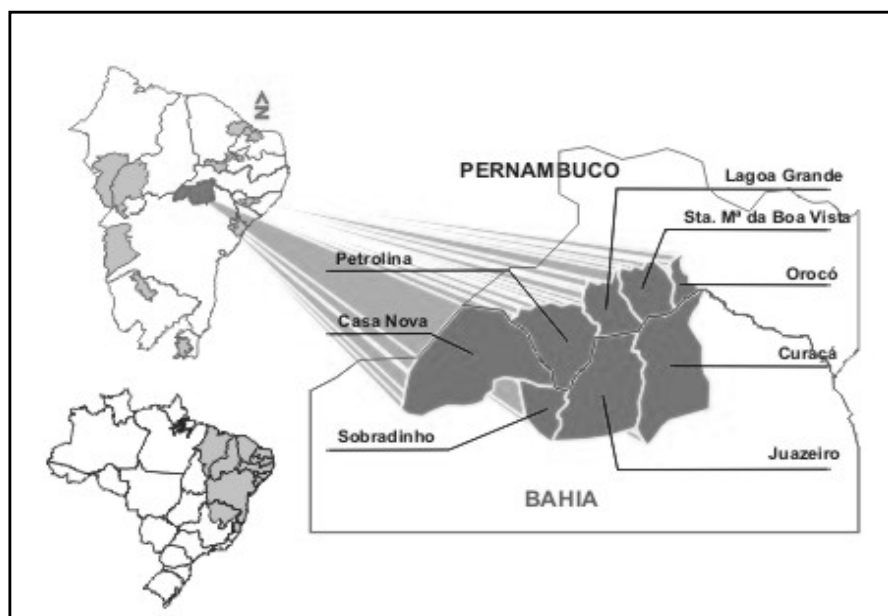 N
PERNAMBUCO
Lagoa Grande
Sta. Mª da Boa Vista
Petrolina
Orocó
Casa Nova
Curaçá
Sobradinho
Juazeiro
BAHIA